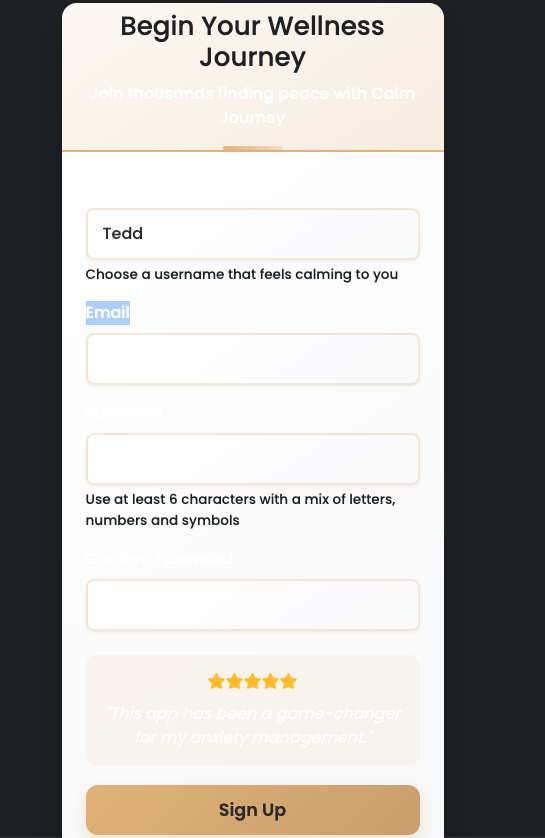 Begin Your Wellness
Journey
Join thousands finding peace with Calm
Journey
Tedd
Choose a username that feels calming to you
Email
Password
Use at least 6 characters with a mix of letters,
numbers and symbols
Confirm Password
"This app has been a game-changer
for my anxiety management."
Sign Up